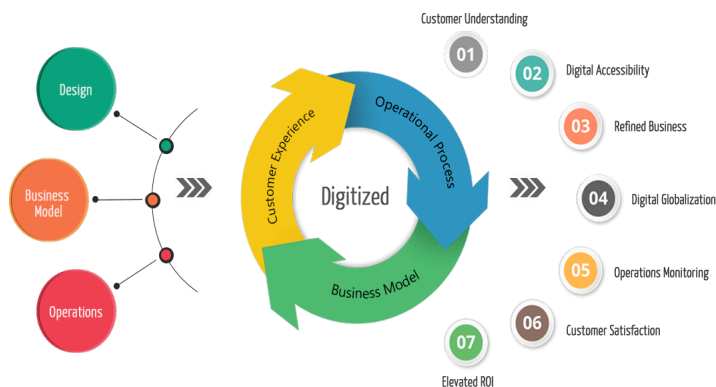 Design
Business
Model
Operations
Customer Experience
Operational Process
Business Model
Digitized
Customer Understanding
01
02
Digital Accessibility
03
Refined Business
04
Digital Globalization
05
Operations Monitoring
06
Customer Satisfaction
07
Elevated ROI